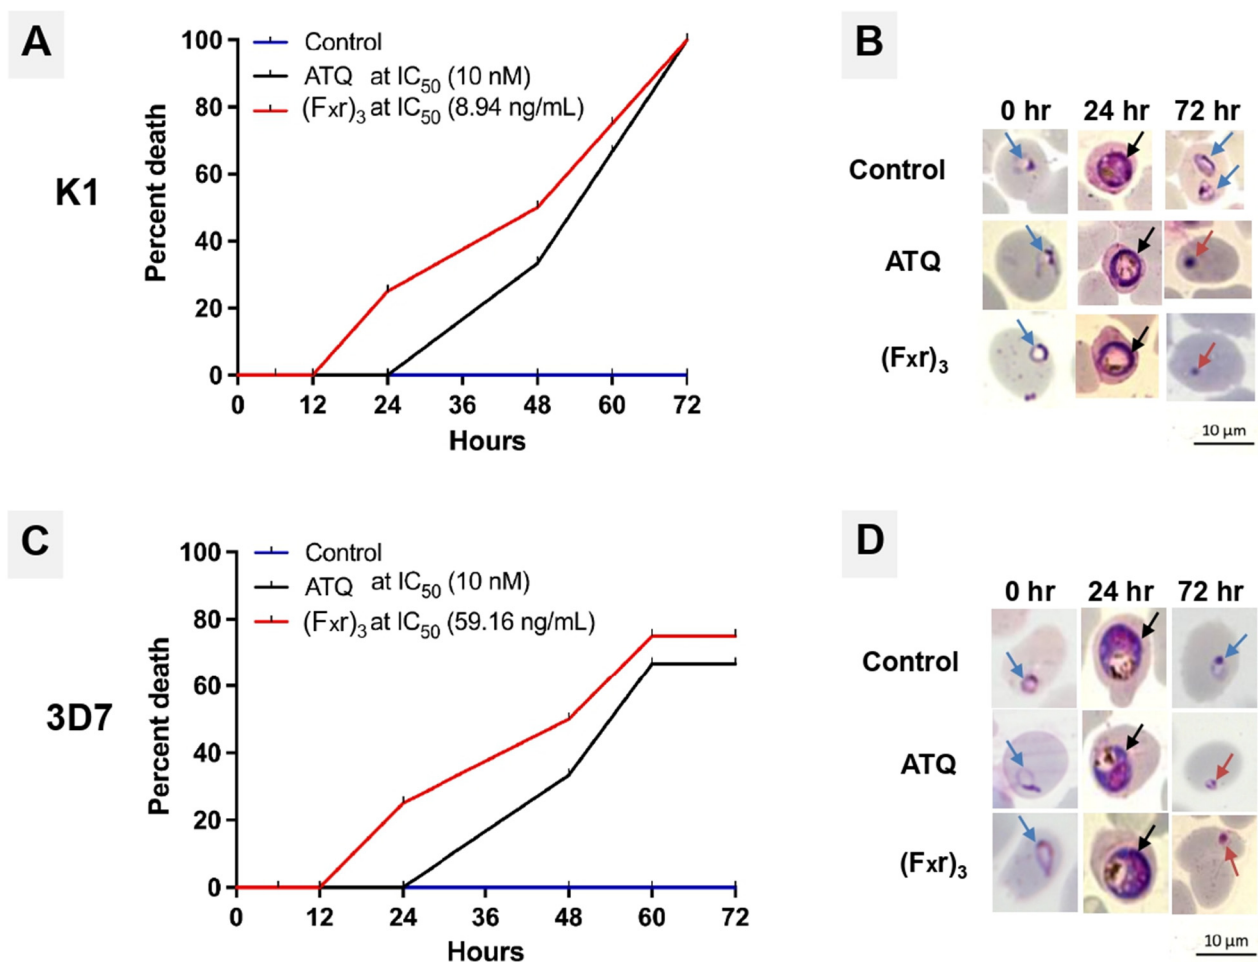 A
K1
Percent death
100
80
60
40
20
0
Control
ATQ at IC50 (10 nM)
(Fxr)3 at IC50 (8.94 ng/mL)
0 12 24 36 48 60 72
Hours
B
0 hr 24 hr 72 hr
Control
ATQ
(Fxr)3
10 µm
C
3D7
Percent death
100
80
60
40
20
0
Control
ATQ at IC50 (10 nM)
(Fxr)3 at IC50 (59.16 ng/mL)
0 12 24 36 48 60 72
Hours
D
0 hr 24 hr 72 hr
Control
ATQ
(Fxr)3
10 µm